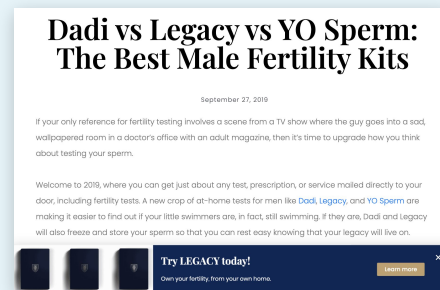 Dadi vs Legacy vs YO Sperm:
The Best Male Fertility Kits
September 27, 2019
If your only reference for fertility testing involves a scene from a TV show where the guy goes into a sad,
wallpapered room in a doctor's office with an adult magazine, then it's time to upgrade how you think
about testing your sperm.
Welcome to 2019, where you can get just about any test, prescription, or service mailed directly to your
door, including fertility tests. A new crop of at-home tests for men like Dadi, Legacy, and YO Sperm are
making it easier to find out if your little swimmers are, in fact, still swimming. If they are, Dadi and Legacy
will also freeze and store your sperm so that you can rest easy knowing that your legacy will live on.
Try LEGACY today!
Own your fertility, from your own home.
Learn more